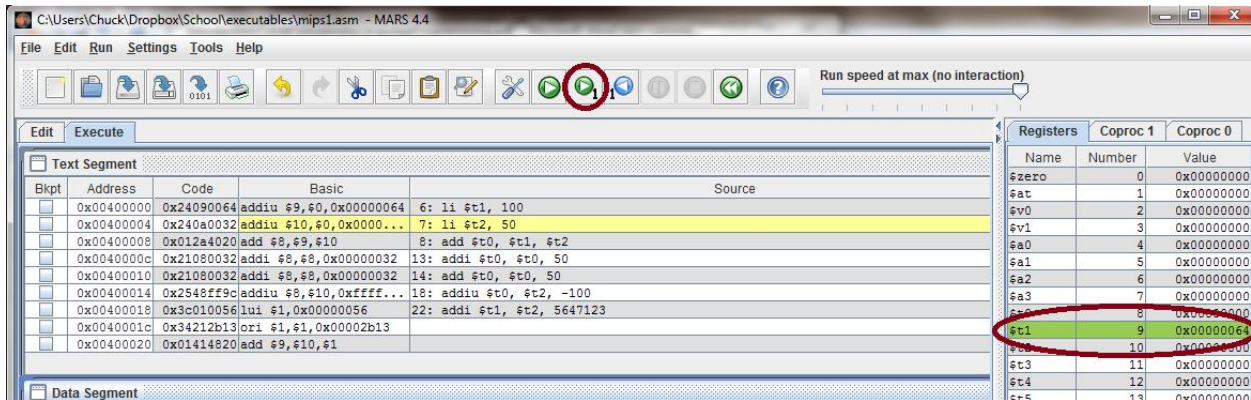 C:\Users\Chuck\Dropbox\School\executables\mips1.asm - MARS 4.4
File Edit Run Settings Tools Help
0101
1
1
Run speed at max (no interaction)
Edit Execute
Registers Coproc 1 Coproc 0
Text Segment
Name Number Value
Bkpt Address Code Basic Source
$zero 0 0x00000000
0x00400000 0x24090064 addiu $9,$0,0x00000064 6: li $t1, 100
$at 1 0x00000000
0x00400004 0x240a0032 addiu $10,$0,0x0000... 7: li $t2, 50
$v0 2 0x00000000
0x00400008 0x012a4020 add $8,$9,$10 8: add $t0, $t1, $t2
$v1 3 0x00000000
0x0040000c 0x21080032 addi $8,$8,0x00000032 13: addi $t0, $t0, 50
$a0 4 0x00000000
0x00400010 0x21080032 addi $8,$8,0x00000032 14: add $t0, $t0, 50
$a1 5 0x00000000
0x00400014 0x2548ff9c addiu $8,$10,0xffff... 18: addiu $t0, $t2, -100
$a2 6 0x00000000
0x00400018 0x3c010056 lui $1,0x00000056 22: addi $t1, $t2, 5647123
$a3 7 0x00000000
0x0040001c 0x34212b13 ori $1,$1,0x00002b13
$t0 8 0x00000000
0x00400020 0x01414820 add $9,$10,$1
$t1 9 0x00000064
$t2 10 0x00000000
$t3 11 0x00000000
$t4 12 0x00000000
Data Segment
$t5 13 0x00000000